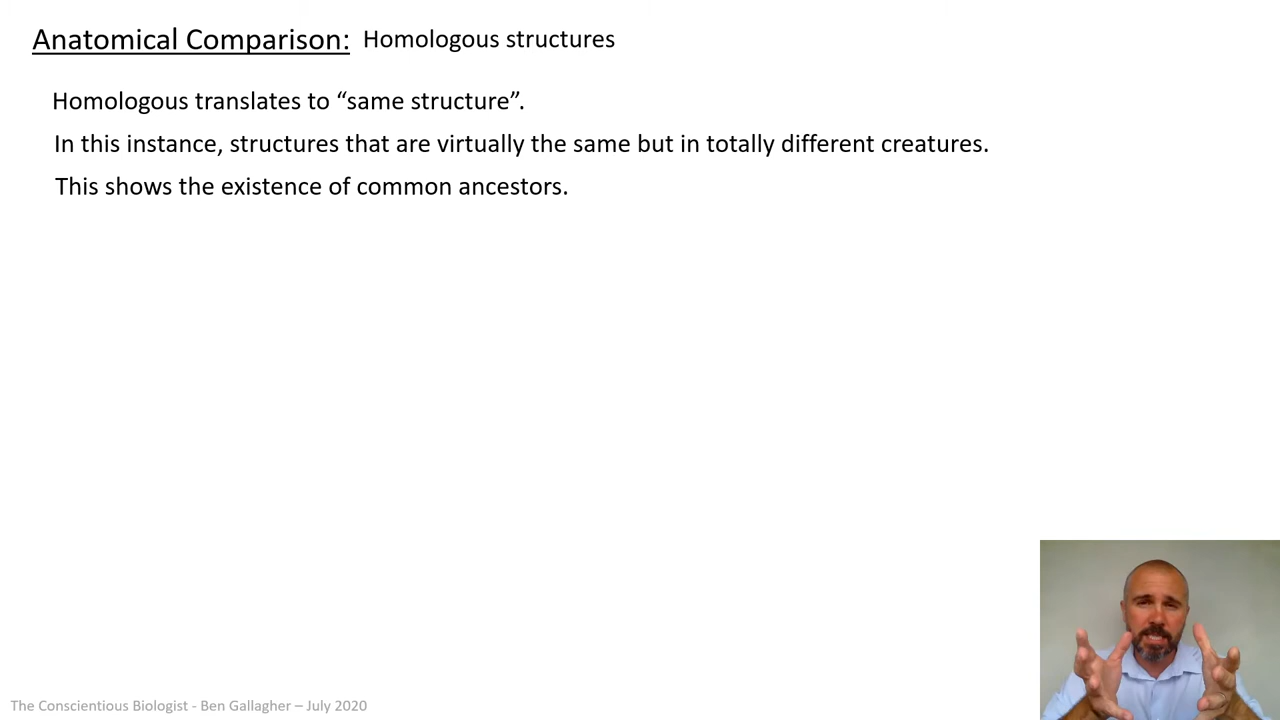 Anatomical Comparison: Homologous structures
Homologous translates to “same structure”.
In this instance, structures that are virtually the same but in totally different creatures.
This shows the existence of common ancestors.
The Conscientious Biologist - Ben Gallagher – July 2020